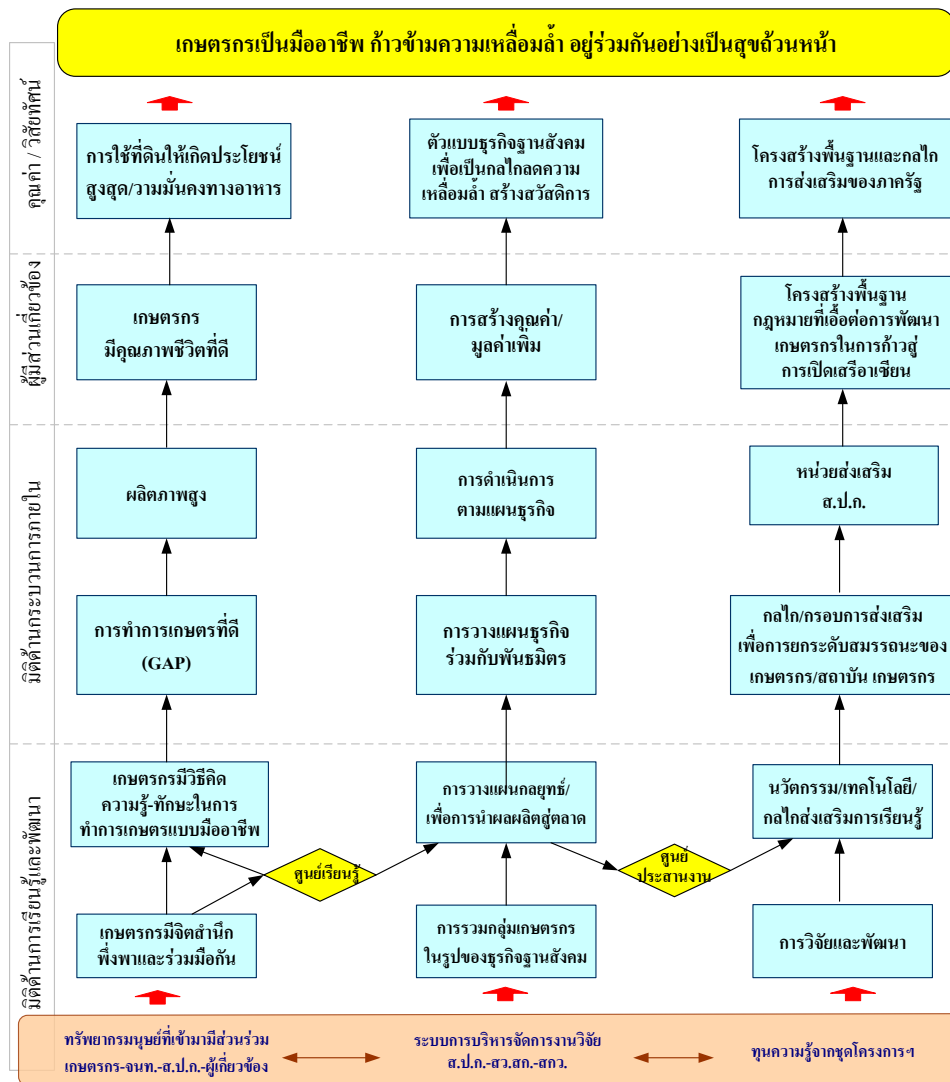 เกษตรกรเป็นมืออาชีพ ก้าวข้ามความเหลื่อมล้ำ อยู่ร่วมกันอย่างเป็นสุขถ้วนหน้า
คุณค่า / วิสัยทัศน์
การใช้ที่ดินให้เกิดประโยชน์
สูงสุด/วามมั่นคงทางอาหาร
ตัวแบบธุรกิจฐานสังคม
เพื่อเป็นกลไกลดความ
เหลื่อมล้ำ สร้างสวัสดิการ
โครงสร้างพื้นฐานและกลไก
การส่งเสริมของภาครัฐ
ผู้มีส่วนเกี่ยวข้อง
เกษตรกร
มีคุณภาพชีวิตที่ดี
การสร้างคุณค่า/
มูลค่าเพิ่ม
โครงสร้างพื้นฐาน
กฎหมายที่เอื้อต่อการพัฒนา
เกษตรกรในการก้าวสู่
การเปิดเสรีอาเซียน
มิติด้านกระบวนการภายใน
ผลิตภาพสูง
การดำเนินการ
ตามแผนธุรกิจ
หน่วยส่งเสริม
ส.ป.ก.
การทำการเกษตรที่ดี
(GAP)
การวางแผนธุรกิจ
ร่วมกับพันธมิตร
กลไก/กรอบการส่งเสริม
เพื่อการยกระดับสมรรถนะของ
เกษตรกร/สถาบัน เกษตรกร
มิติด้านการเรียนรู้และพัฒนา
เกษตรกรมีวิธีคิด
ความรู้-ทักษะในการ
ทำการเกษตรแบบมืออาชีพ
การวางแผนกลยุทธ์/
เพื่อการนำผลผลิตสู่ตลาด
นวัตกรรม/เทคโนโลยี/
กลไกส่งเสริมการเรียนรู้
ศูนย์เรียนรู้
ศูนย์
ประสานงาน
เกษตรกรมีจิตสำนึก
พึ่งพาและร่วมมือกัน
การรวมกลุ่มเกษตรกร
ในรูปของธุรกิจฐานสังคม
การวิจัยและพัฒนา
ทรัพยากรมนุษย์ที่เข้ามามีส่วนร่วม
เกษตรกร-จนท.-ส.ป.ก.-ผู้เกี่ยวข้อง
ระบบการบริหารจัดการงานวิจัย
ส.ป.ก.-สว.สก.-สกว.
ทุนความรู้จากชุดโครงการฯ